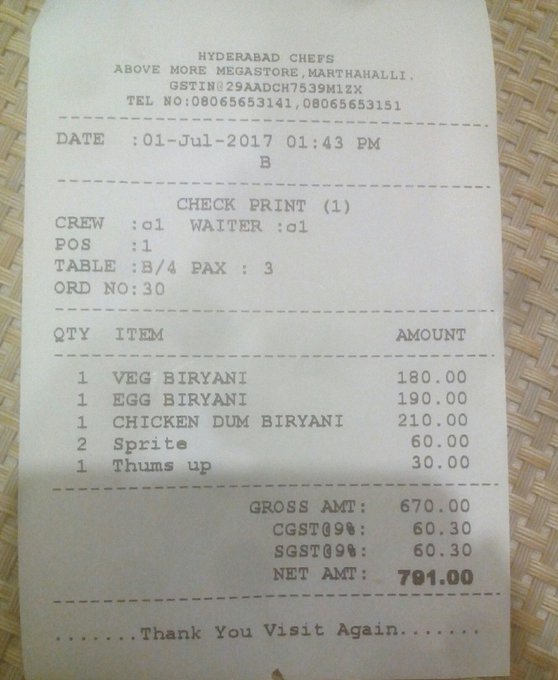 HYDERABAD CHEFS
ABOVE MORE MEGASTORE,MARTHAHALLI.
GSTIN@29AADCH7539M1ZX
TEL NO:08065653141,08065653151
DATE :01-Jul-2017 01:43 PM
B
CHECK PRINT (1)
CREW :c1 WAITER :c1
POS :1
TABLE :B/4 PAX : 3
ORD NO:30
QTY ITEM AMOUNT
1 VEG BIRYANI 180.00
1 EGG BIRYANI 190.00
1 CHICKEN DUM BIRYANI 210.00
2 Sprite 60.00
1 Thums up 30.00
GROSS AMT: 670.00
CGST@9%: 60.30
SGST@9%: 60.30
NET AMT: 791.00
.......Thank You Visit Again.......